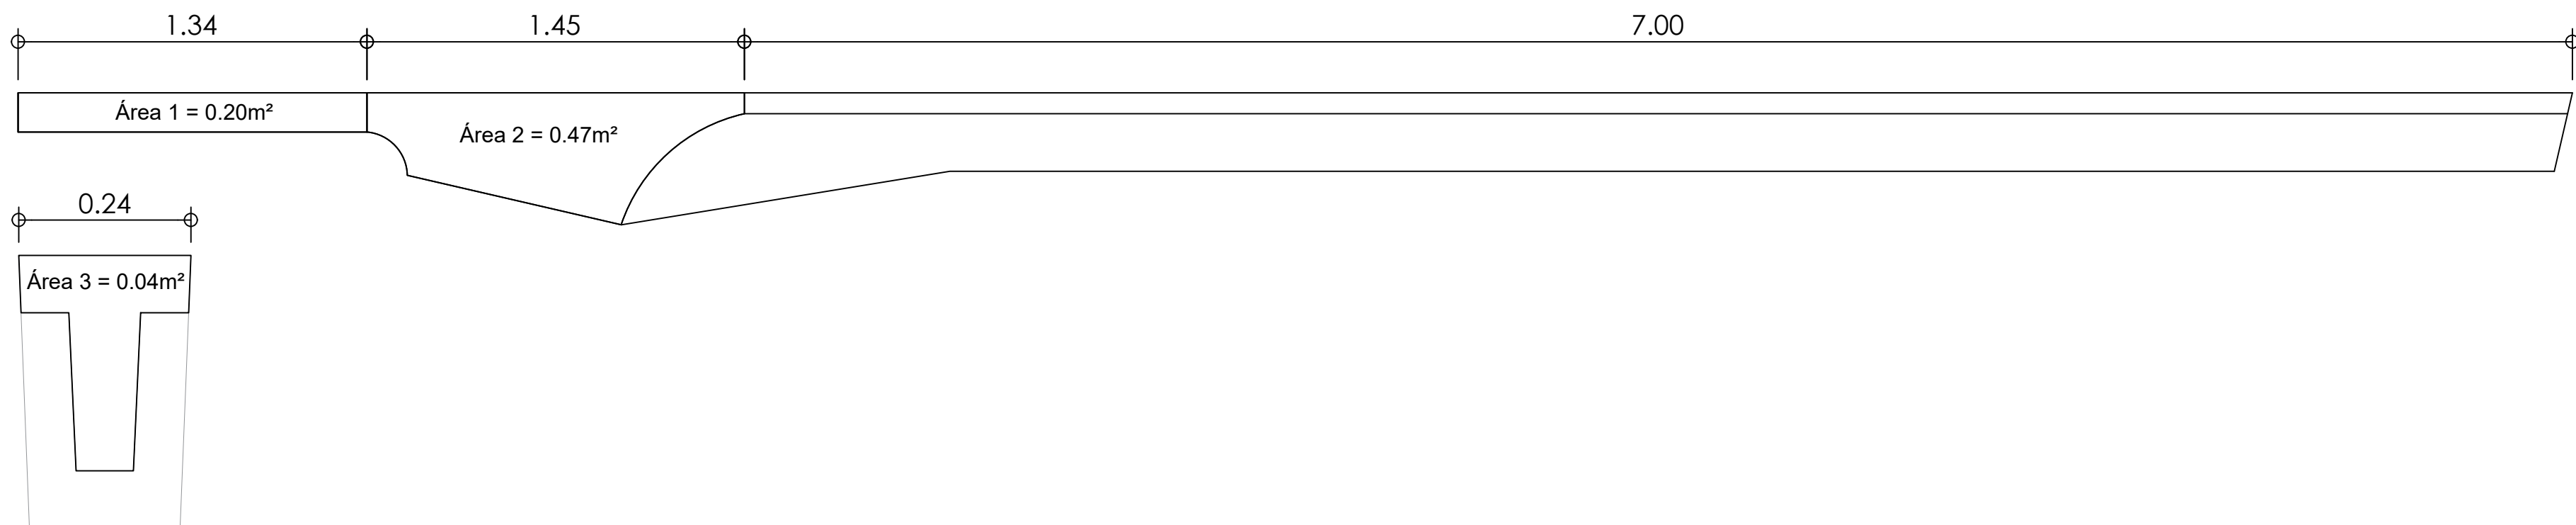 1.34
1.45
7.00
Área 1 = 0.20m²
Área 2 = 0.47m²
0.24
Área 3 = 0.04m²